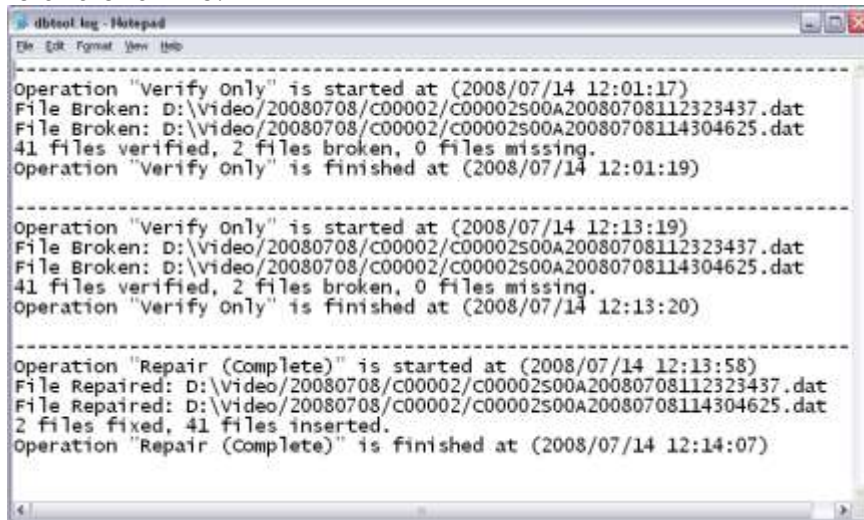 dbtool.log - Notepad
File Edit Format View Help
--------------------------------------------------------------------------------
Operation "Verify Only" is started at (2008/07/14 12:01:17)
File Broken: D:\Video/20080708/C00002/C00002S00A20080708112323437.dat
File Broken: D:\Video/20080708/C00002/C00002S00A20080708114304625.dat
41 files verified, 2 files broken, 0 files missing.
Operation "Verify Only" is finished at (2008/07/14 12:01:19)
--------------------------------------------------------------------------------
Operation "Verify Only" is started at (2008/07/14 12:13:19)
File Broken: D:\Video/20080708/C00002/C00002S00A20080708112323437.dat
File Broken: D:\Video/20080708/C00002/C00002S00A20080708114304625.dat
41 files verified, 2 files broken, 0 files missing.
Operation "Verify Only" is finished at (2008/07/14 12:13:20)
--------------------------------------------------------------------------------
Operation "Repair (Complete)" is started at (2008/07/14 12:13:58)
File Repaired: D:\Video/20080708/C00002/C00002S00A20080708112323437.dat
File Repaired: D:\Video/20080708/C00002/C00002S00A20080708114304625.dat
2 files fixed, 41 files inserted.
Operation "Repair (Complete)" is finished at (2008/07/14 12:14:07)